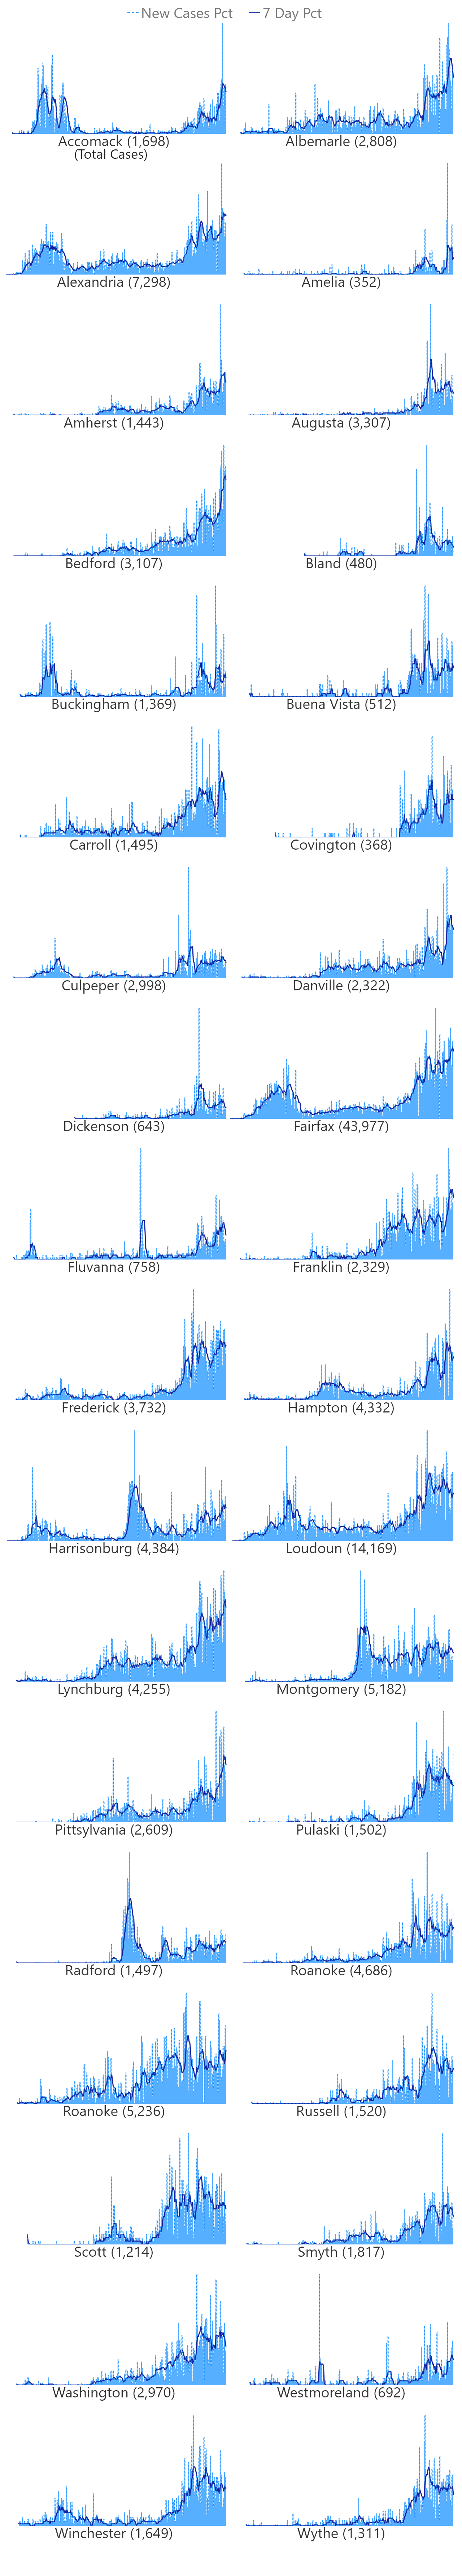 New Cases Pct 7 Day Pct
Accomack (1,698)
(Total Cases)
Albemarle (2,808)
Alexandria (7,298)
Amelia (352)
Amherst (1,443)
Augusta (3,307)
Bedford (3,107)
Bland (480)
Buckingham (1,369)
Buena Vista (512)
Carroll (1,495)
Covington (368)
Culpeper (2,998)
Danville (2,322)
Dickenson (643)
Fairfax (43,977)
Fluvanna (758)
Franklin (2,329)
Frederick (3,732)
Hampton (4,332)
Harrisonburg (4,384)
Loudoun (14,169)
Lynchburg (4,255)
Montgomery (5,182)
Pittsylvania (2,609)
Pulaski (1,502)
Radford (1,497)
Roanoke (4,686)
Roanoke (5,236)
Russell (1,520)
Scott (1,214)
Smyth (1,817)
Washington (2,970)
Westmoreland (692)
Winchester (1,649)
Wythe (1,311)